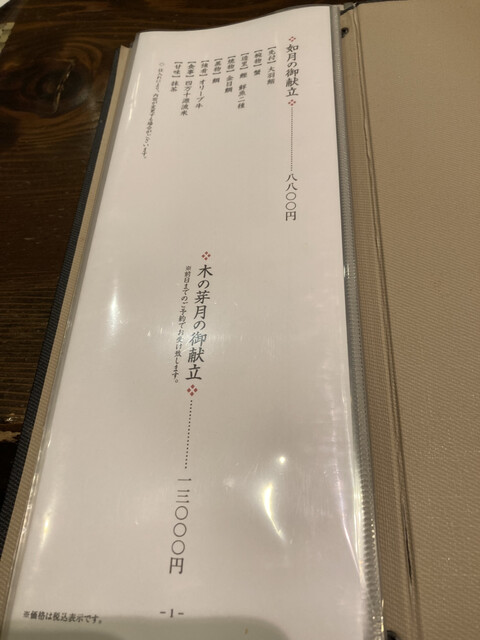 如月の御献立
八八〇〇円
【先付】大羽鰯
【椀物】蟹
【造里】鰹 鮮魚二種
【焼物】金目鯛
【蒸物】鯛
【強肴】オリーブ牛
【食事】四万十源流米
【甘味】抹茶
木の芽月の御献立
一二〇〇〇円
※前日までのご予約でお受け致します。
- 1 -
※価格は税込表示です。